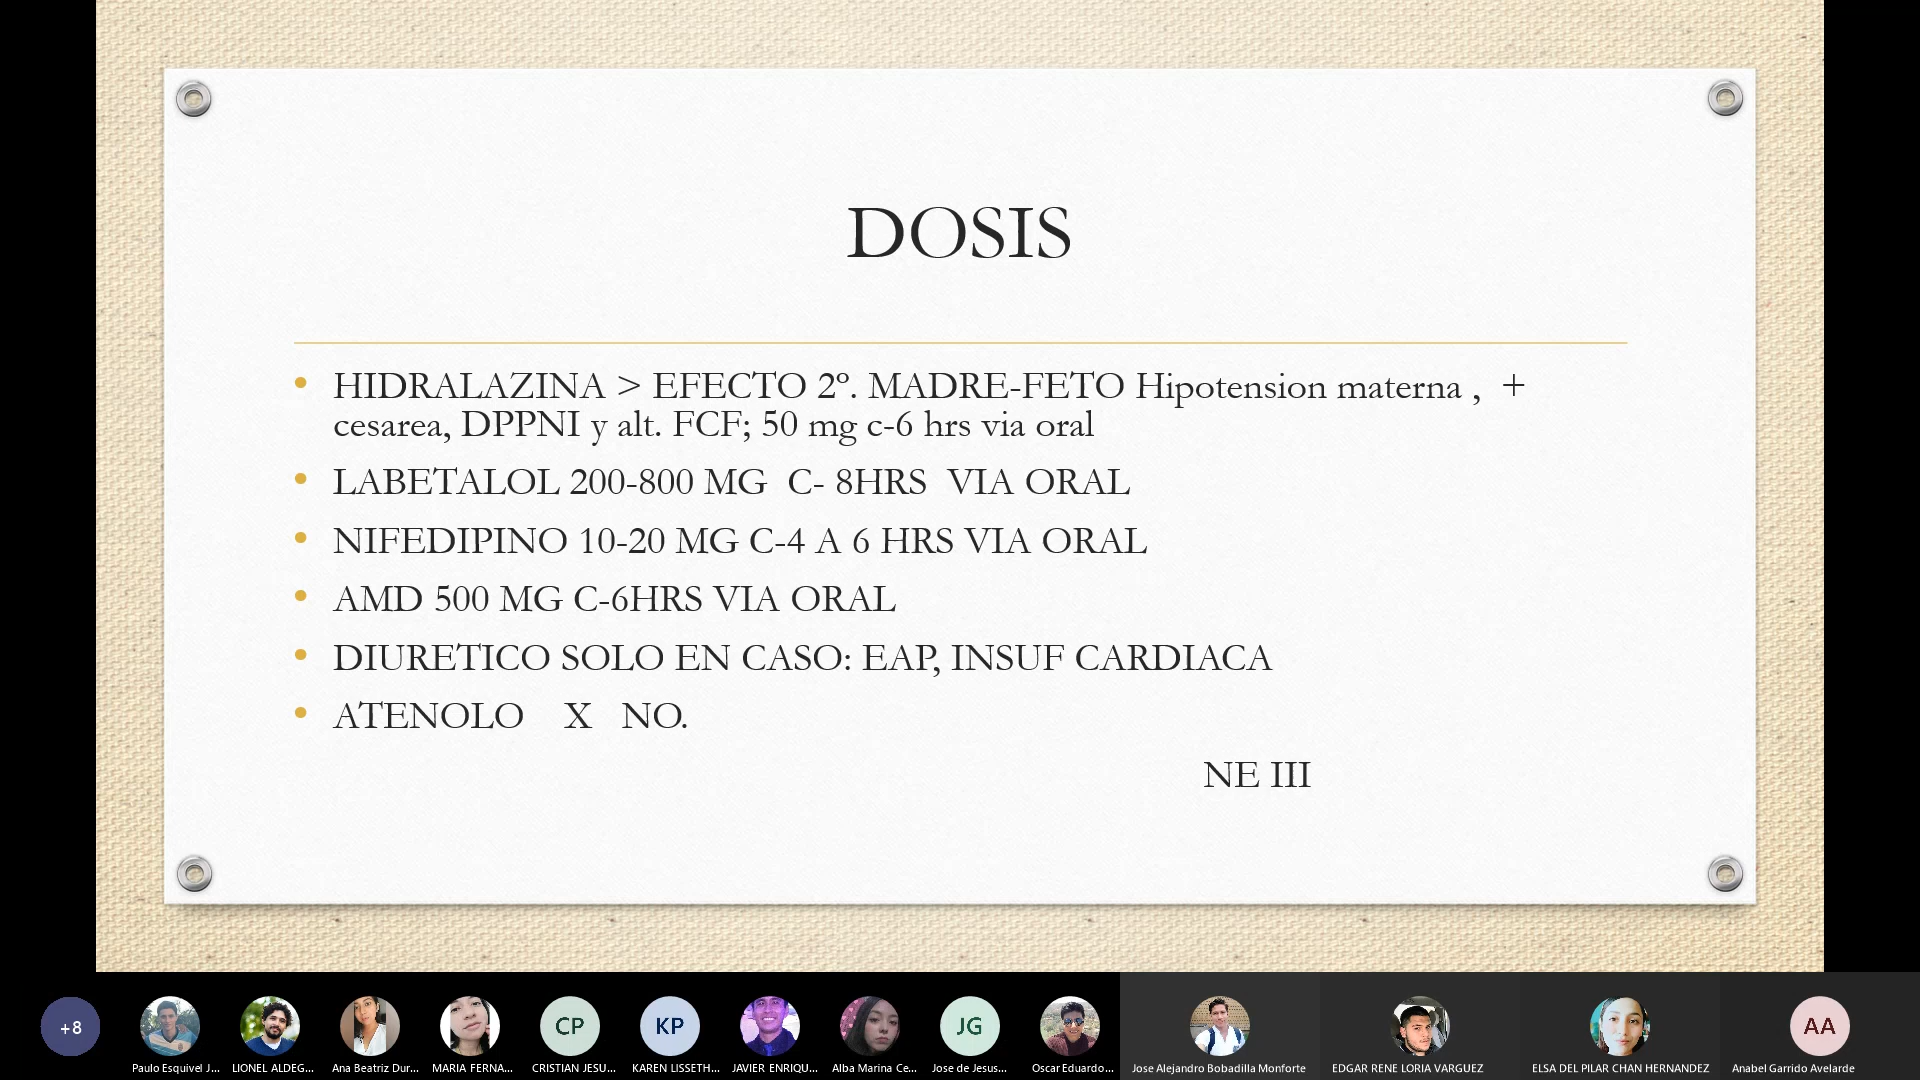 DOSIS
• HIDRALAZINA > EFECTO 2º. MADRE-FETO Hipotension materna , +
cesarea, DPPNI y alt. FCF; 50 mg c-6 hrs via oral
• LABETALOL 200-800 MG C- 8HRS VIA ORAL
• NIFEDIPINO 10-20 MG C-4 A 6 HRS VIA ORAL
• AMD 500 MG C-6HRS VIA ORAL
• DIURETICO SOLO EN CASO: EAP, INSUF CARDIACA
• ATENOLO X NO.
NE III
+8 CP KP JG AA
Paulo Esquivel J... LIONEL ALDEG... Ana Beatriz Dur... MARIA FERNA... CRISTIAN JESU... KAREN LISSETH... JAVIER ENRIQU... Alba Marina Ce... Jose de Jesus... Oscar Eduardo... Jose Alejandro Bobadilla Monforte EDGAR RENE LORIA VARGUEZ ELSA DEL PILAR CHAN HERNANDEZ Anabel Garrido Avelarde